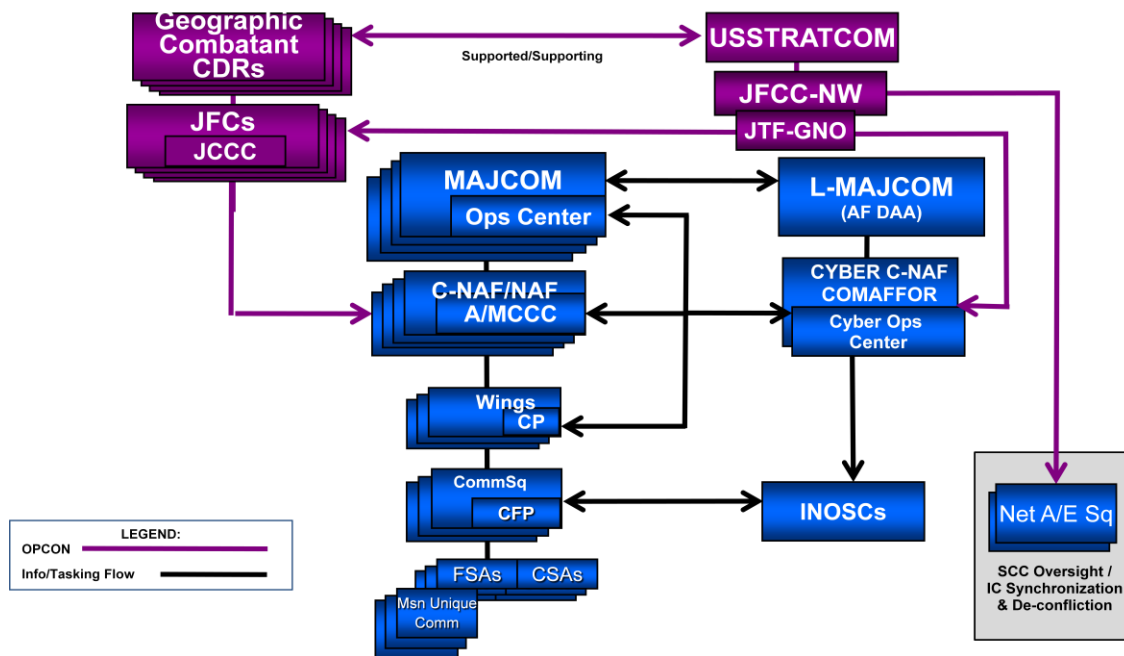 Geographic
Combatant
CDRs
Supported/Supporting
USSTRATCOM
JFCC-NW
JTF-GNO
JFCs
JCCC
MAJCOM
Ops Center
L-MAJCOM
(AF DAA)
C-NAF/NAF
A/MCCC
CYBER C-NAF
COMAFFOR
Cyber Ops
Center
Wings
CP
CommSq
CFP
INOSCs
Net A/E Sq
SCC Oversight /
IC Synchronization
& De-confliction
FSAs
CSAs
Msn Unique
Comm
LEGEND:
OPCON
Info/Tasking Flow